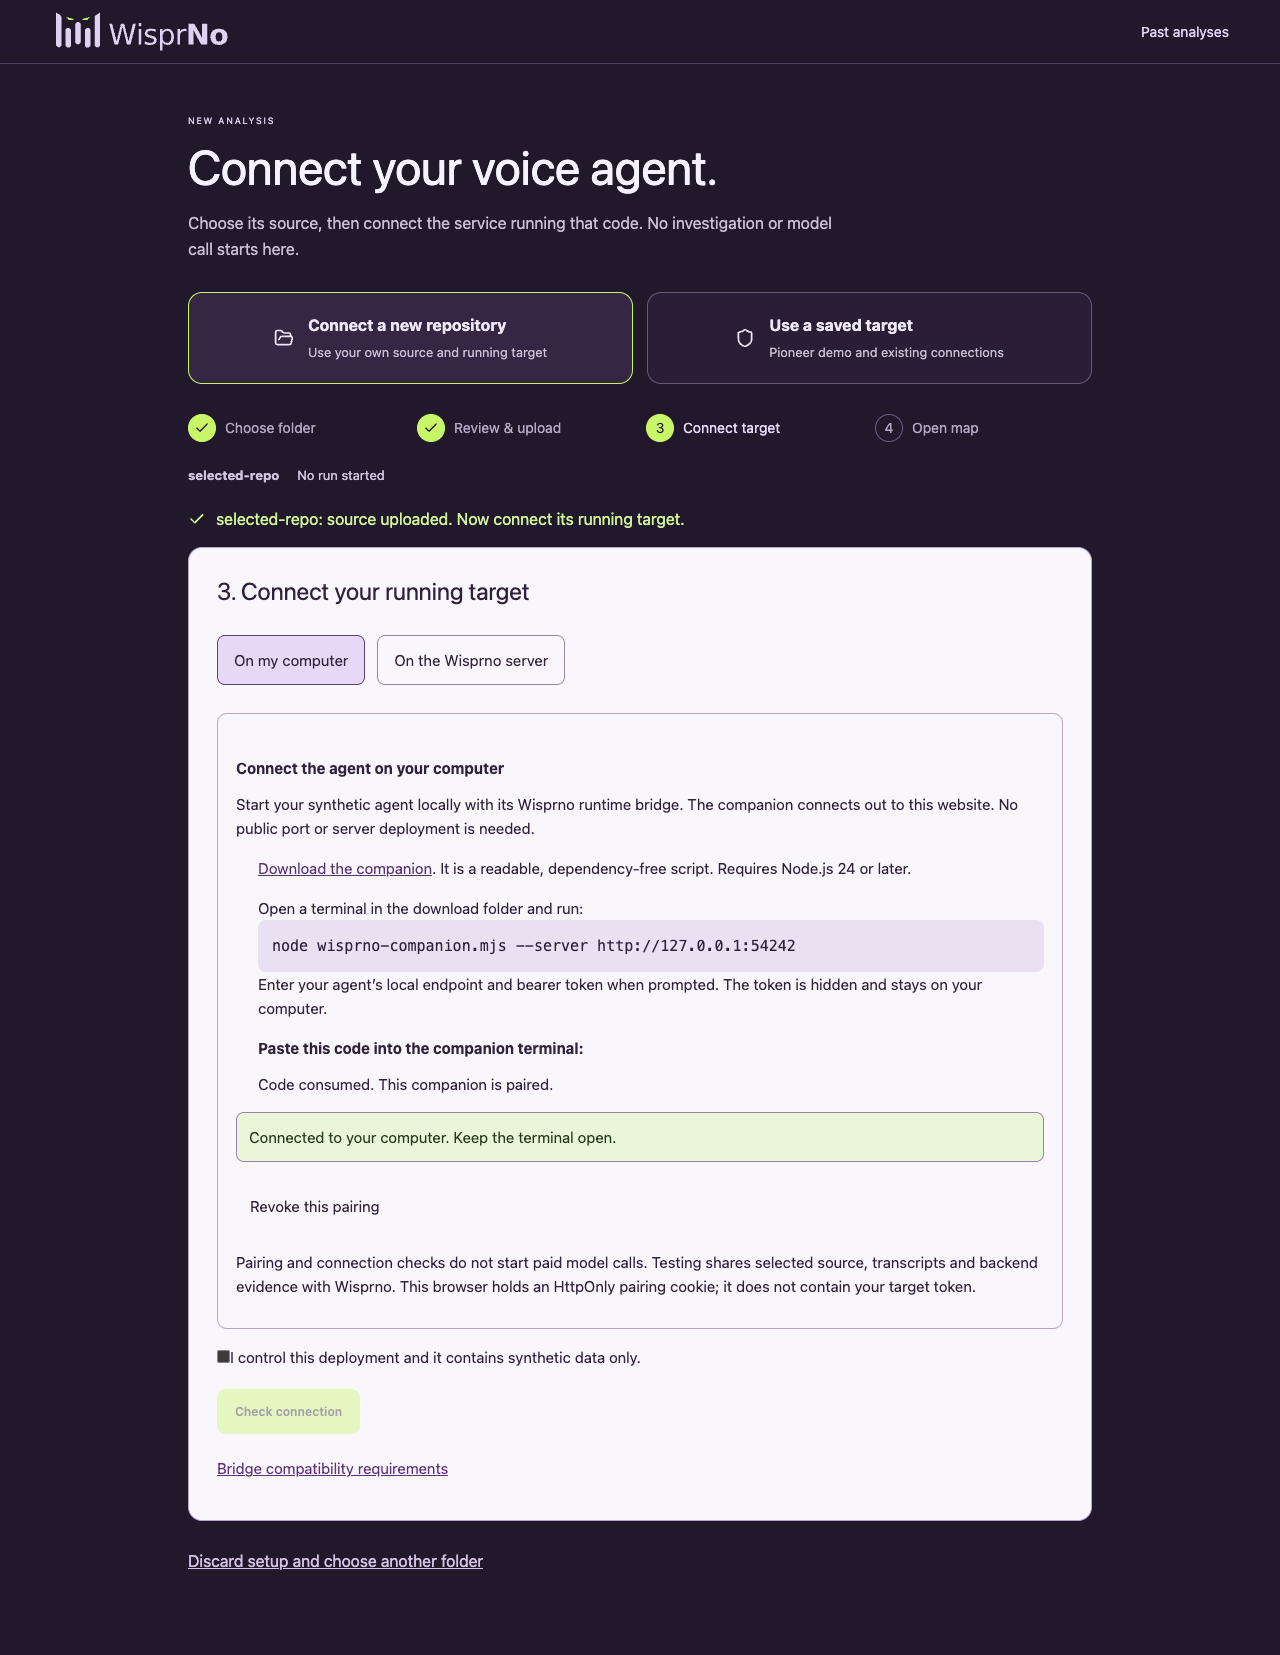 WisprNo
Past analyses
NEW ANALYSIS
Connect your voice agent.
Choose its source, then connect the service running that code. No investigation or model
call starts here.
Connect a new repository
Use your own source and running target
Use a saved target
Pioneer demo and existing connections
Choose folder
Review & upload
3 Connect target
4 Open map
selected-repo No run started
selected-repo: source uploaded. Now connect its running target.
3. Connect your running target
On my computer
On the Wisprno server
Connect the agent on your computer
Start your synthetic agent locally with its Wisprno runtime bridge. The companion connects out to this website. No
public port or server deployment is needed.
Download the companion. It is a readable, dependency-free script. Requires Node.js 24 or later.
Open a terminal in the download folder and run:
node wisprno-companion.mjs --server http://127.0.0.1:54242
Enter your agent’s local endpoint and bearer token when prompted. The token is hidden and stays on your
computer.
Paste this code into the companion terminal:
Code consumed. This companion is paired.
Connected to your computer. Keep the terminal open.
Revoke this pairing
Pairing and connection checks do not start paid model calls. Testing shares selected source, transcripts and backend
evidence with Wisprno. This browser holds an HttpOnly pairing cookie; it does not contain your target token.
I control this deployment and it contains synthetic data only.
Check connection
Bridge compatibility requirements
Discard setup and choose another folder